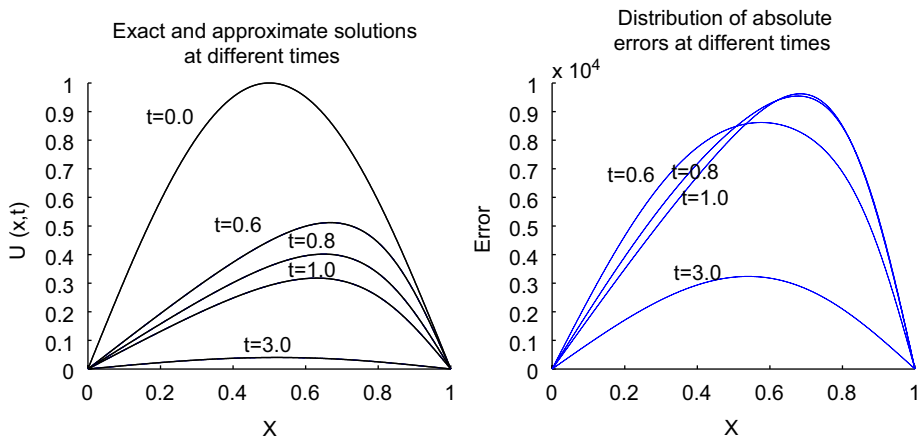 Exact and approximate solutions
at different times
1
0.9
0.8
0.7
0.6
0.5
0.4
0.3
0.2
0.1
0
U (x,t)
t=0.0
t=0.6
t=0.8
t=1.0
t=3.0
0 0.2 0.4 0.6 0.8 1
X
Distribution of absolute
errors at different times
x 10^4
1
0.9
0.8
0.7
0.6
0.5
0.4
0.3
0.2
0.1
0
Error
t=0.6
t=0.8
t=1.0
t=3.0
0 0.2 0.4 0.6 0.8 1
X